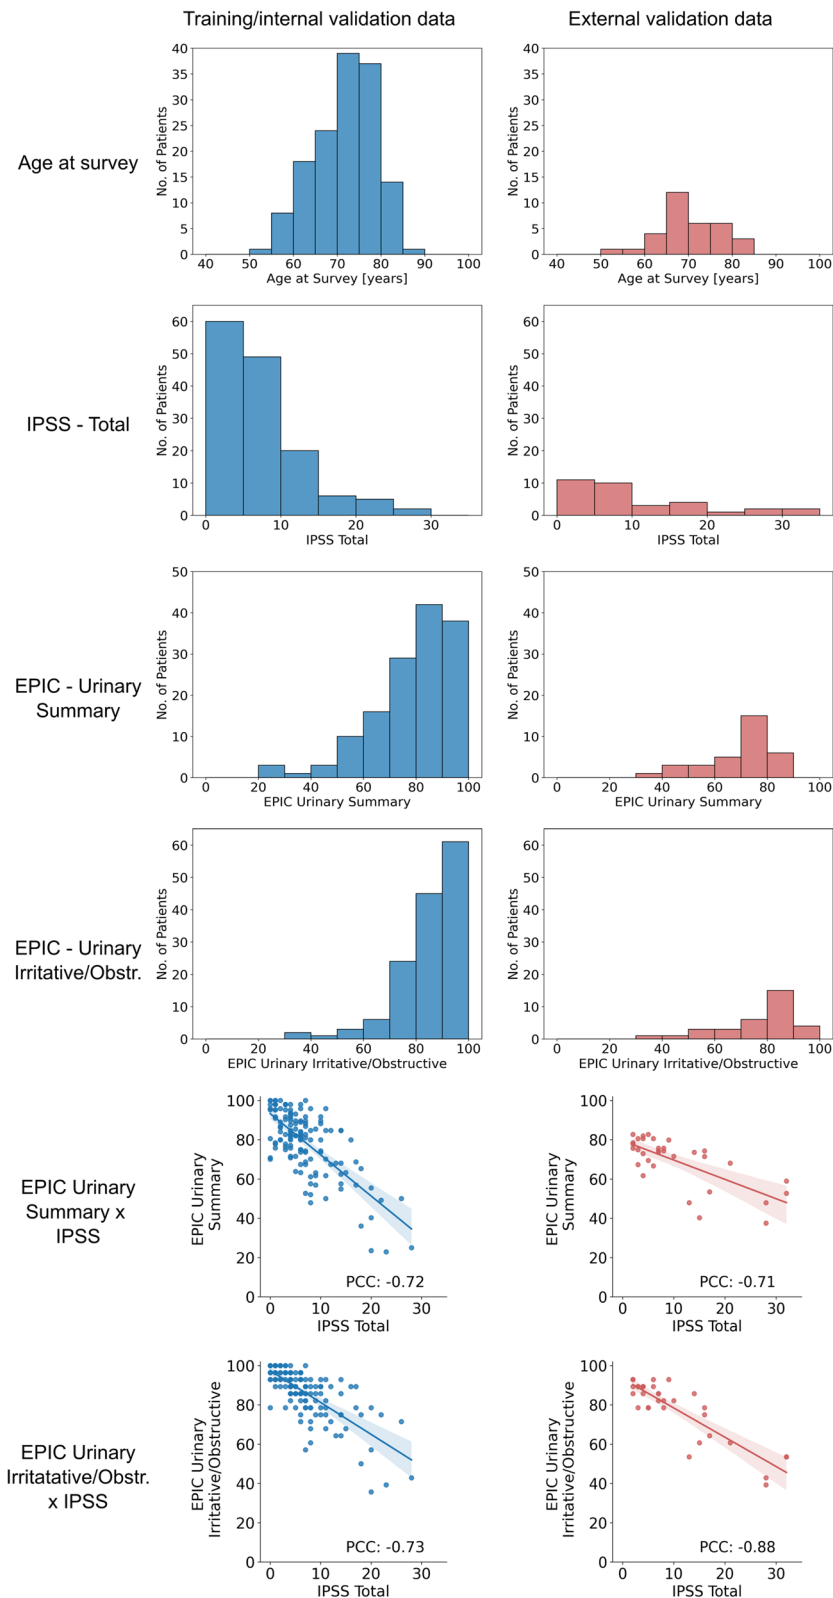 Training/internal validation data
External validation data
Age at survey
No. of Patients
40
35
30
25
20
15
10
5
0
40 50 60 70 80 90 100
Age at Survey [years]
No. of Patients
40
35
30
25
20
15
10
5
0
40 50 60 70 80 90 100
Age at Survey [years]
IPSS - Total
No. of Patients
60
50
40
30
20
10
0
0 10 20 30
IPSS Total
No. of Patients
60
50
40
30
20
10
0
0 10 20 30
IPSS Total
EPIC - Urinary
Summary
No. of Patients
50
40
30
20
10
0
0 20 40 60 80 100
EPIC Urinary Summary
No. of Patients
50
40
30
20
10
0
0 20 40 60 80 100
EPIC Urinary Summary
EPIC - Urinary
Irritative/Obstr.
No. of Patients
60
50
40
30
20
10
0
0 20 40 60 80 100
EPIC Urinary Irritative/Obstructive
No. of Patients
60
50
40
30
20
10
0
0 20 40 60 80 100
EPIC Urinary Irritative/Obstructive
EPIC Urinary
Summary x
IPSS
EPIC Urinary
Summary
100
80
60
40
20
0
PCC: -0.72
0 10 20 30
IPSS Total
EPIC Urinary
Summary
100
80
60
40
20
0
PCC: -0.71
0 10 20 30
IPSS Total
EPIC Urinary
Irritatative/Obstr.
x IPSS
EPIC Urinary
Irritative/Obstructive
100
80
60
40
20
0
PCC: -0.73
0 10 20 30
IPSS Total
EPIC Urinary
Irritative/Obstructive
100
80
60
40
20
0
PCC: -0.88
0 10 20 30
IPSS Total